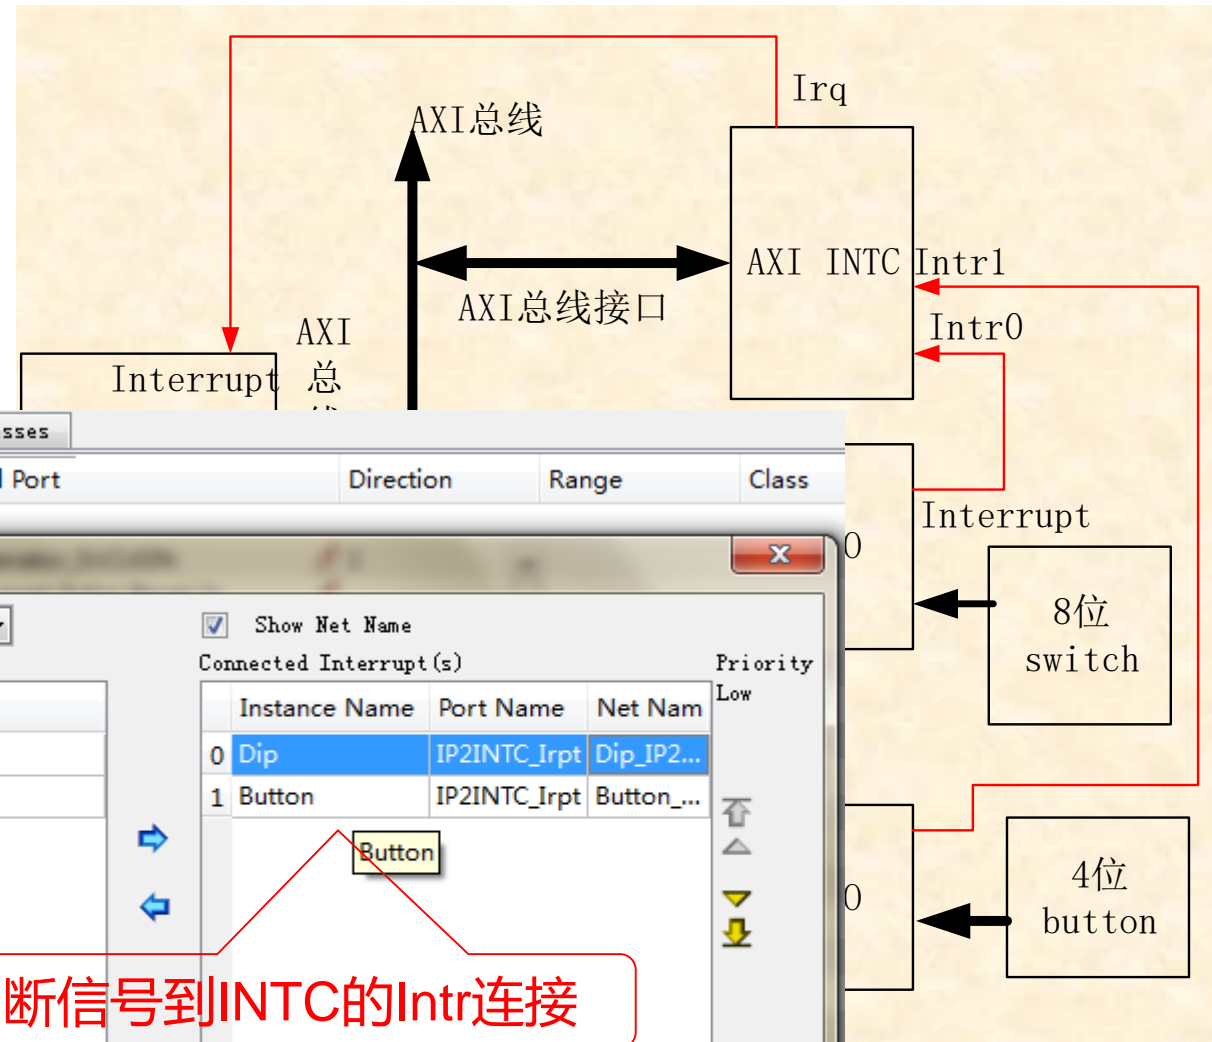 Irq
AXI总线
AXI INTC
Intr1
AXI总线接口
Intr0
AXI
总
Interrupt
sses
Port
Direction
Range
Class
Interrupt
8位
switch
Show Net Name
Connected Interrupt(s)
Priority
Low
Instance Name
Port Name
Net Nam
0 Dip IP2INTC_Irpt Dip_IP2...
1 Button IP2INTC_Irpt Button_...
Button
4位
button
断信号到INTC的Intr连接